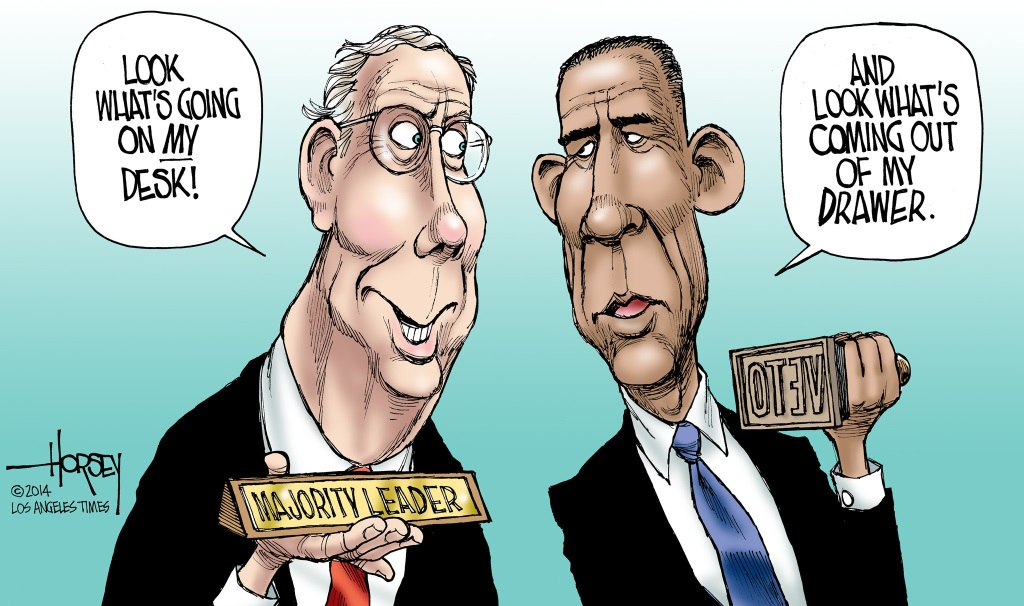 LOOK
WHAT'S GOING
ON MY
DESK!
AND
LOOK WHAT'S
COMING OUT
OF MY
DRAWER.
VETO
MAJORITY LEADER
HORSEY
©2014
LOS ANGELES TIMES